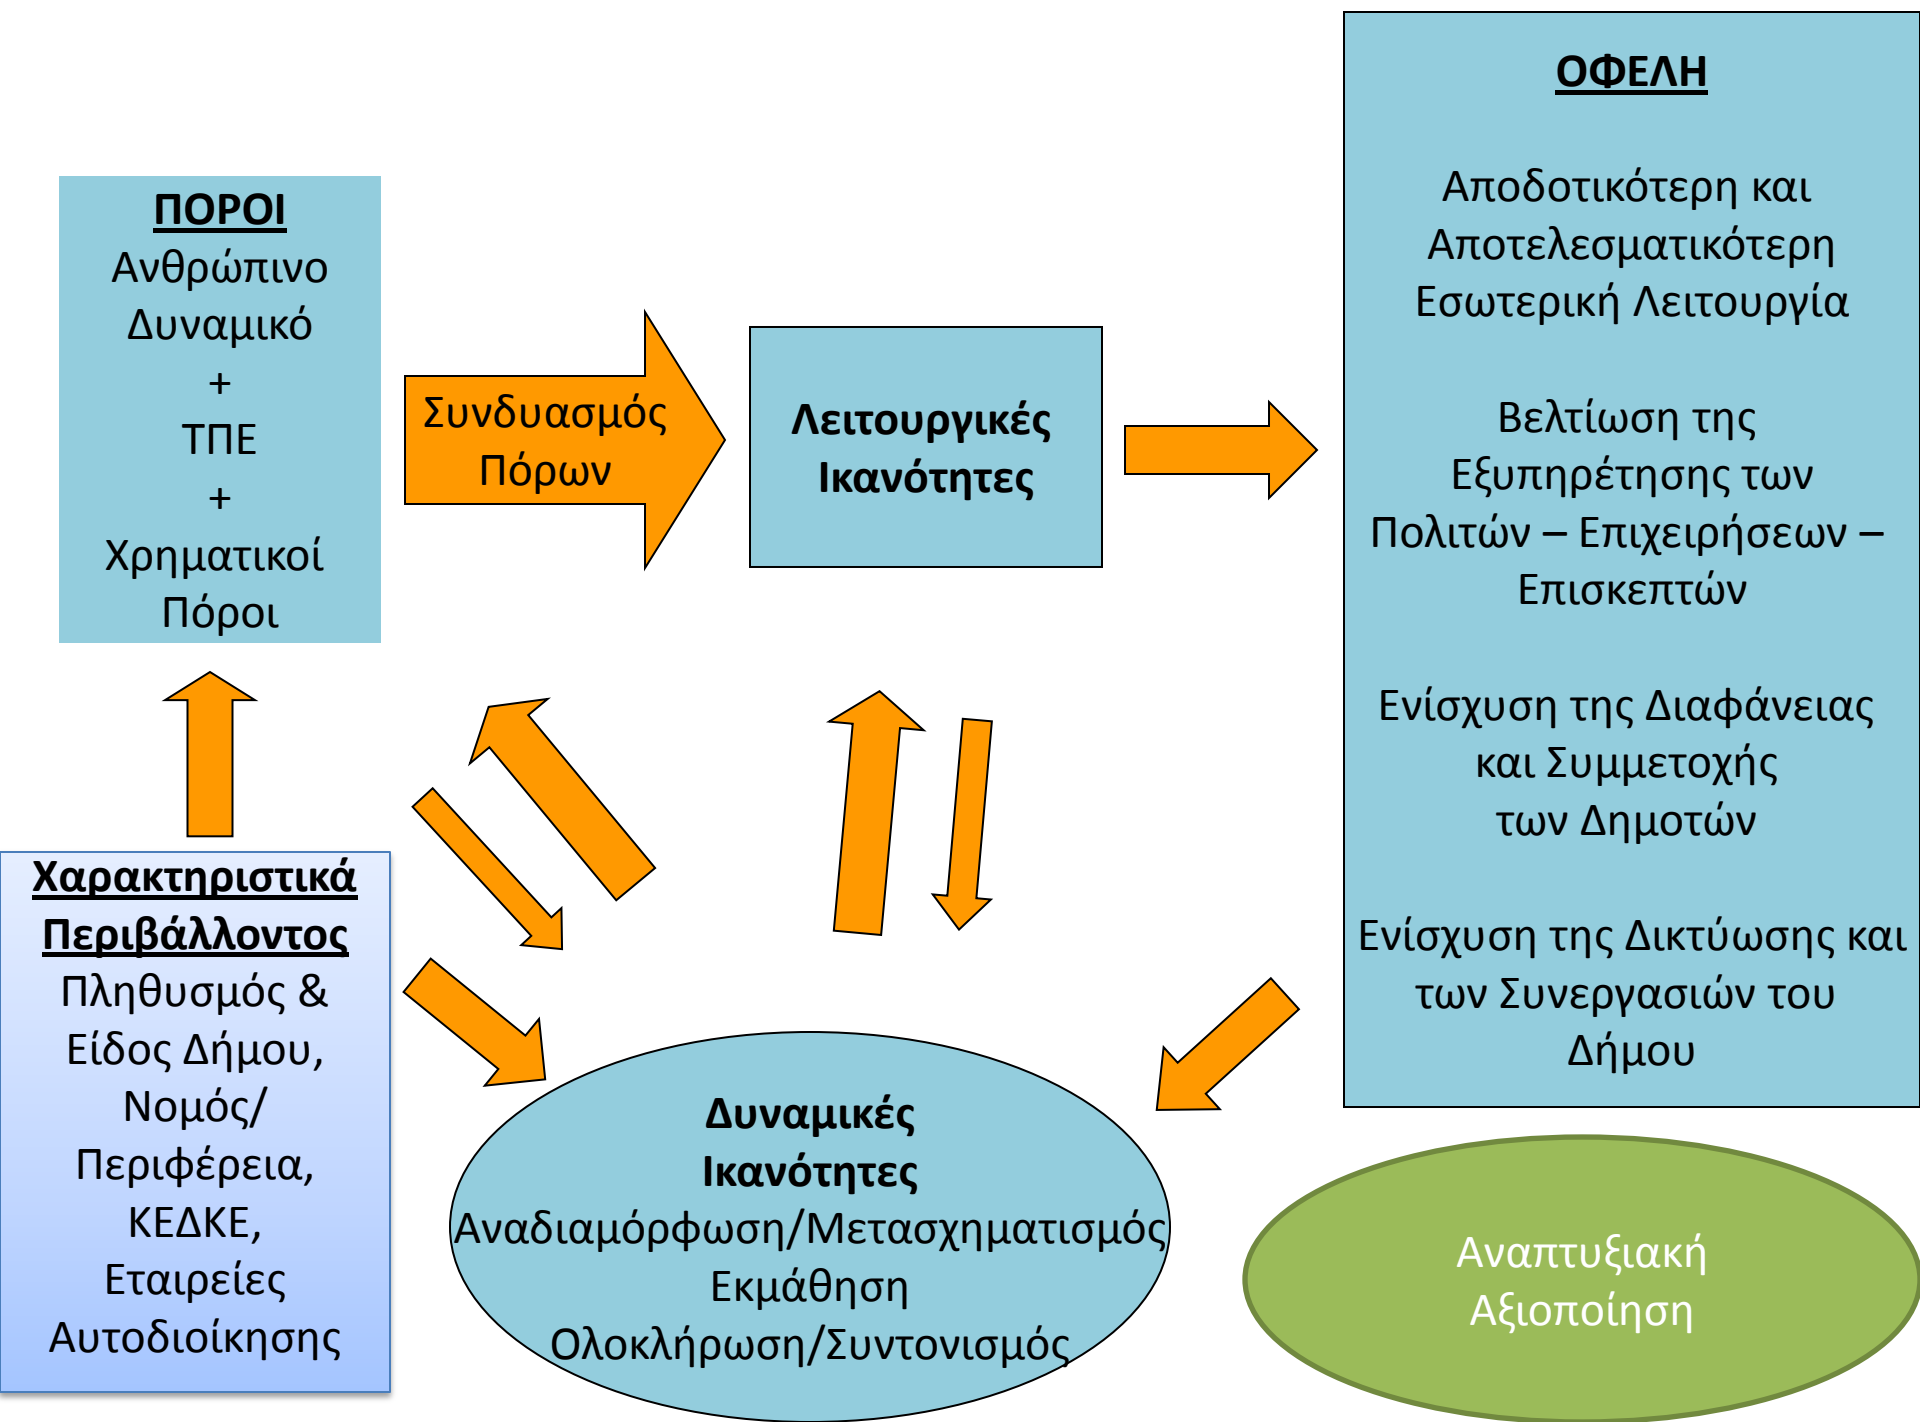 ΠΟΡΟΙ
Ανθρώπινο
Δυναμικό
+
ΤΠΕ
+
Χρηματικοί
Πόροι
Συνδυασμός
Πόρων
Λειτουργικές
Ικανότητες
ΟΦΕΛΗ
Αποδοτικότερη και
Αποτελεσματικότερη
Εσωτερική Λειτουργία
Βελτίωση της
Εξυπηρέτησης των
Πολιτών – Επιχειρήσεων –
Επισκεπτών
Ενίσχυση της Διαφάνειας
και Συμμετοχής
των Δημοτών
Ενίσχυση της Δικτύωσης και
των Συνεργασιών του
Δήμου
Χαρακτηριστικά
Περιβάλλοντος
Πληθυσμός &
Είδος Δήμου,
Νομός/
Περιφέρεια,
ΚΕΔΚΕ,
Εταιρείες
Αυτοδιοίκησης
Δυναμικές
Ικανότητες
Αναδιαμόρφωση/Μετασχηματισμός
Εκμάθηση
Ολοκλήρωση/Συντονισμός
Αναπτυξιακή
Αξιοποίηση